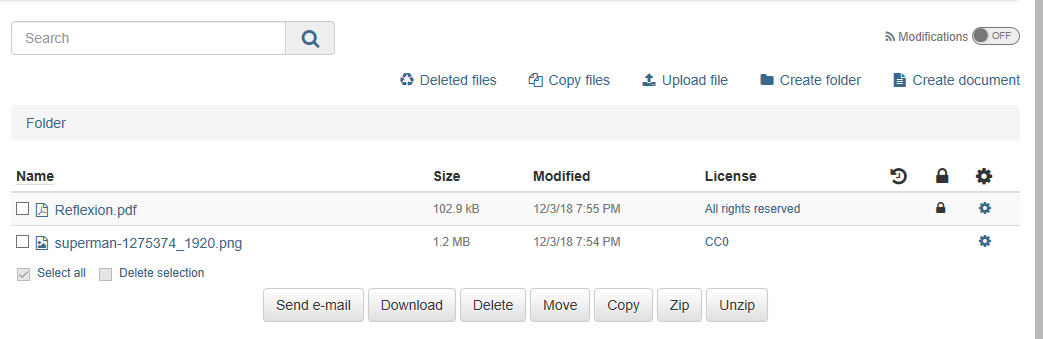 Search
Modifications OFF
Deleted files Copy files Upload file Create folder Create document
Folder
Name Size Modified License
Reflexion.pdf 102.9 kB 12/3/18 7:55 PM All rights reserved
superman-1275374_1920.png 1.2 MB 12/3/18 7:54 PM CC0
Select all Delete selection
Send e-mail Download Delete Move Copy Zip Unzip